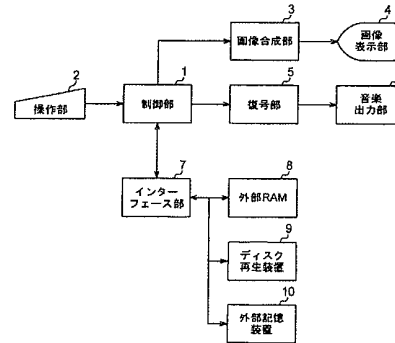 3
画像合成部
4
画像
表示部
2
操作部
1
制御部
5
復号部
音楽
出力部
7
インター
フェース部
8
外部RAM
9
ディスク
再生装置
10
外部記憶
装置